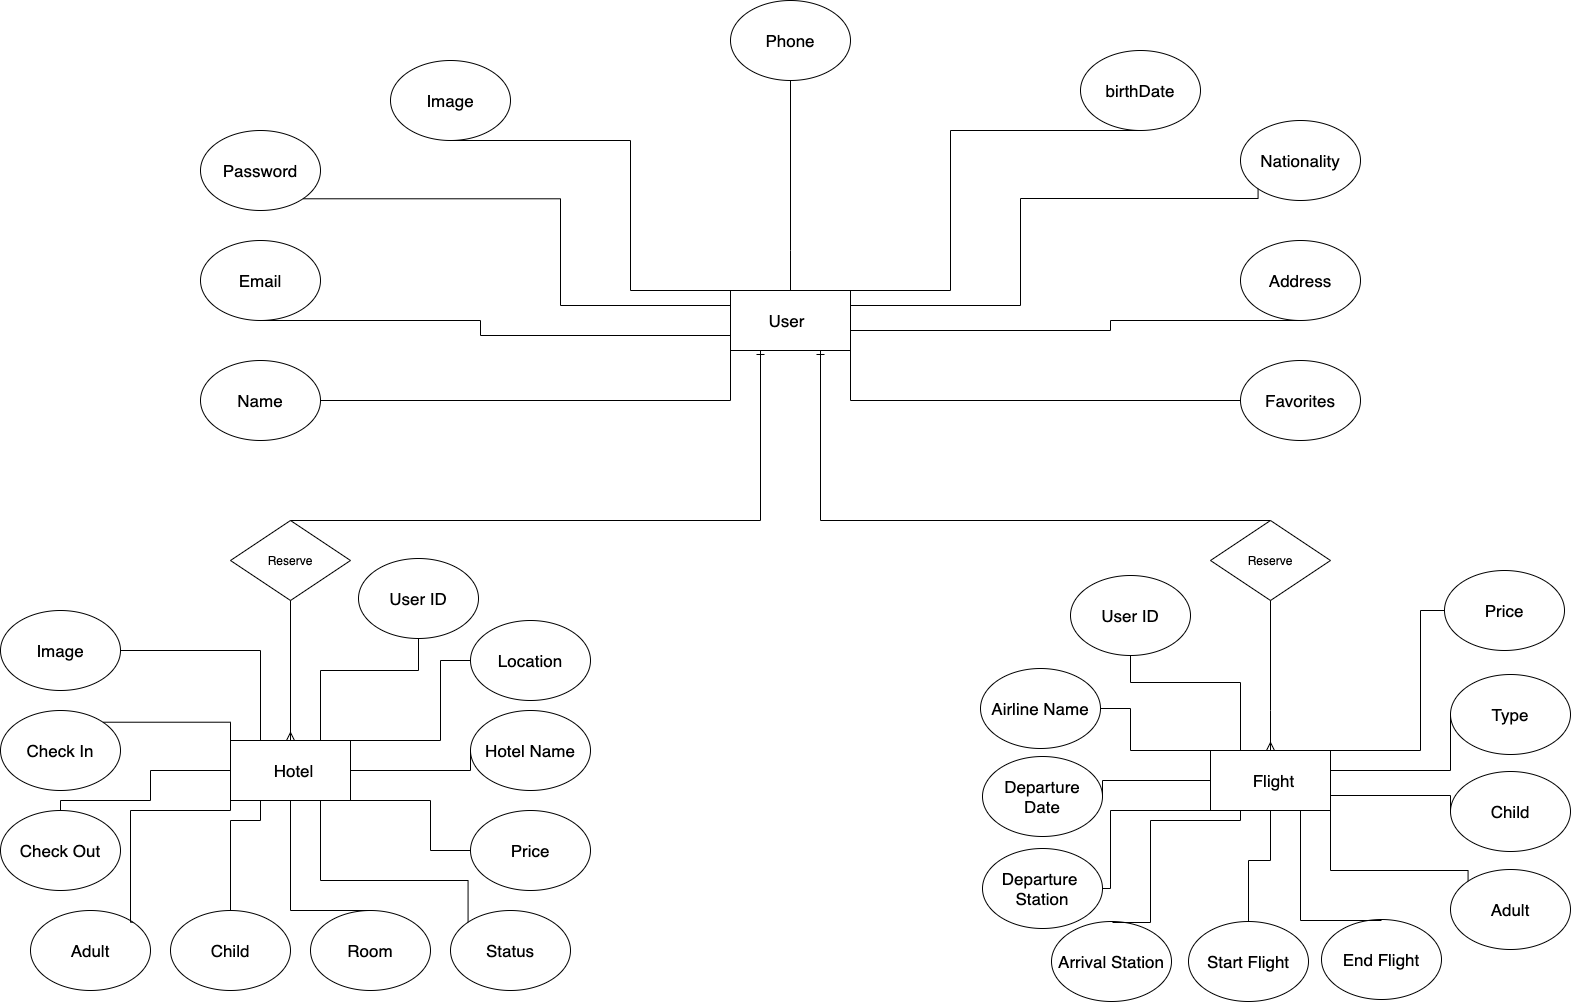 Phone
Image
birthDate
Password
Nationality
Email
Address
User
Name
Favorites
Reserve
Reserve
User ID
User ID
Price
Image
Location
Airline Name
Type
Check In
Hotel Name
Hotel
Flight
Departure
Date
Child
Check Out
Price
Departure
Station
Adult
Adult
Child
Room
Status
Arrival Station
Start Flight
End Flight